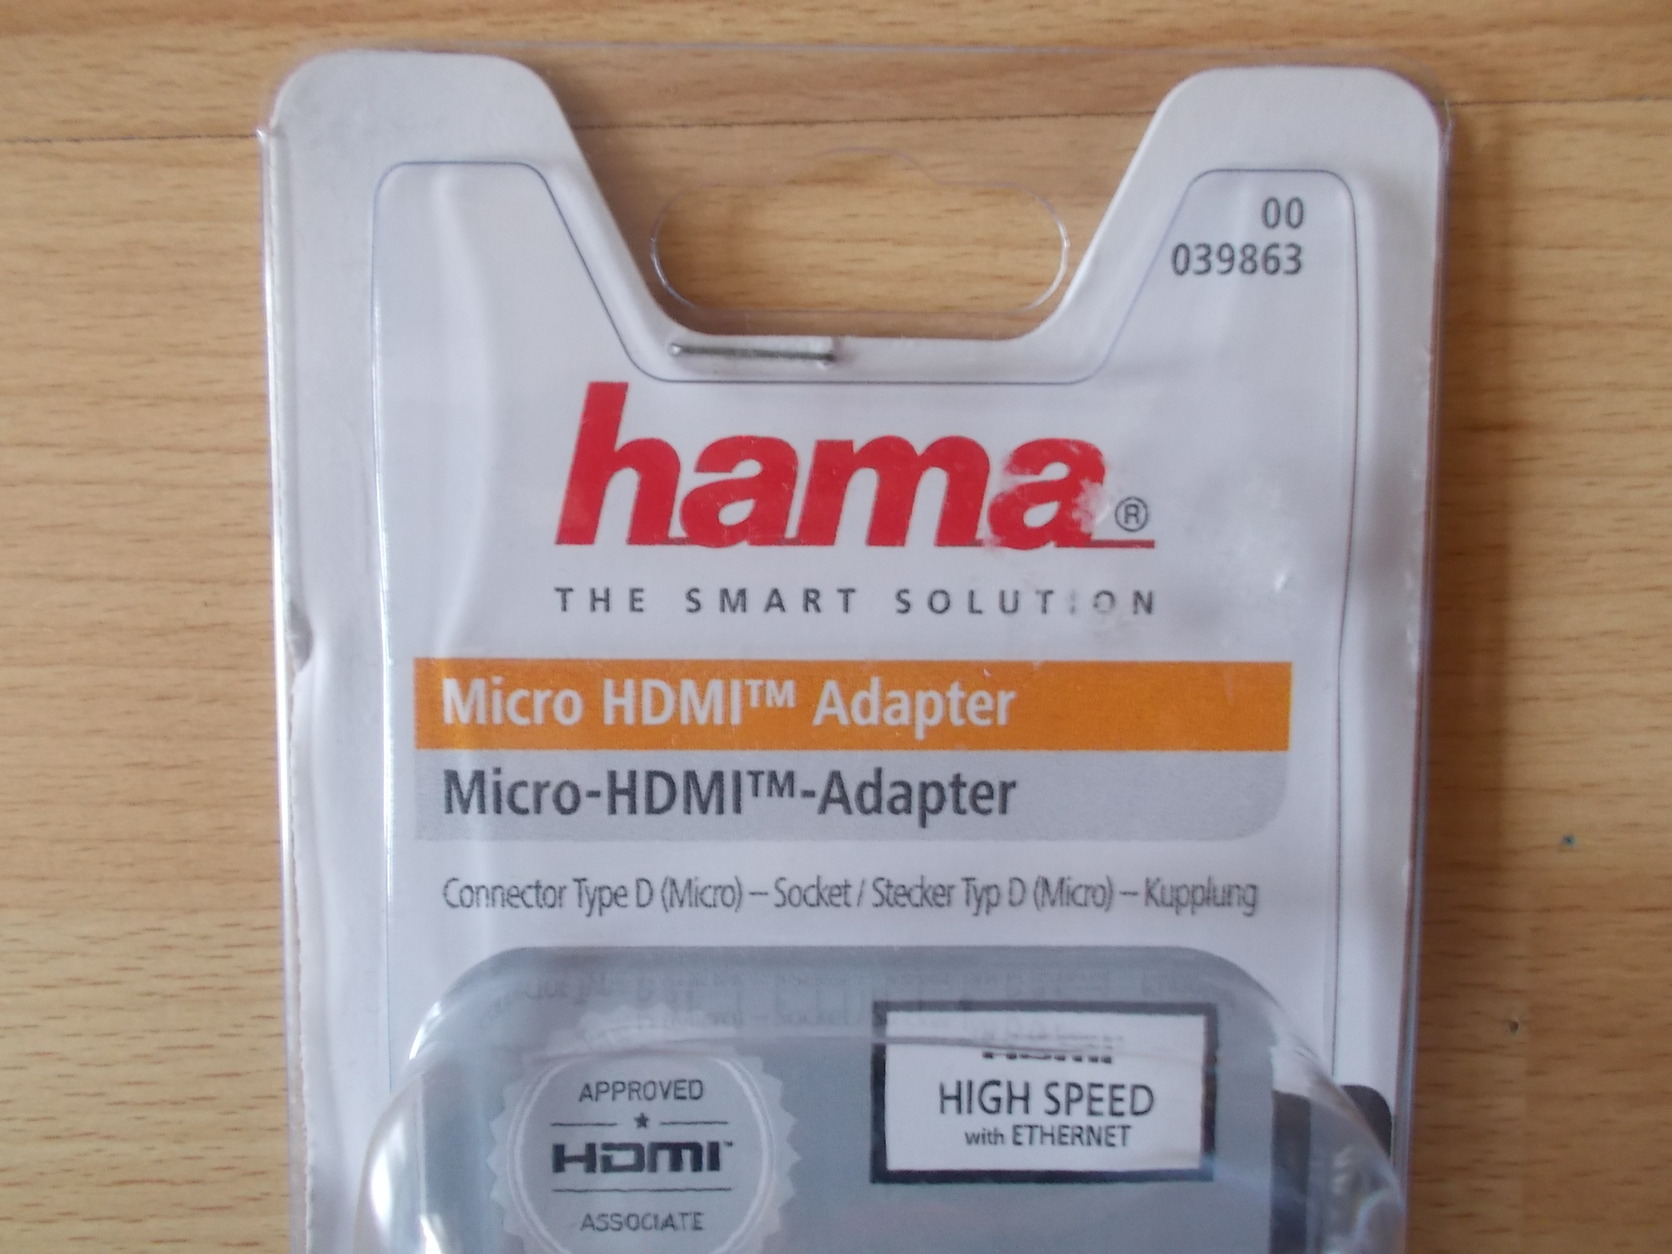 00
039863
hama®
THE SMART SOLUTION
Micro HDMI™ Adapter
Micro-HDMI™-Adapter
Connector Type D (Micro) – Socket / Stecker Typ D (Micro) – Kupplung
APPROVED
HDMI™
ASSOCIATE
HDMI
HIGH SPEED
with ETHERNET